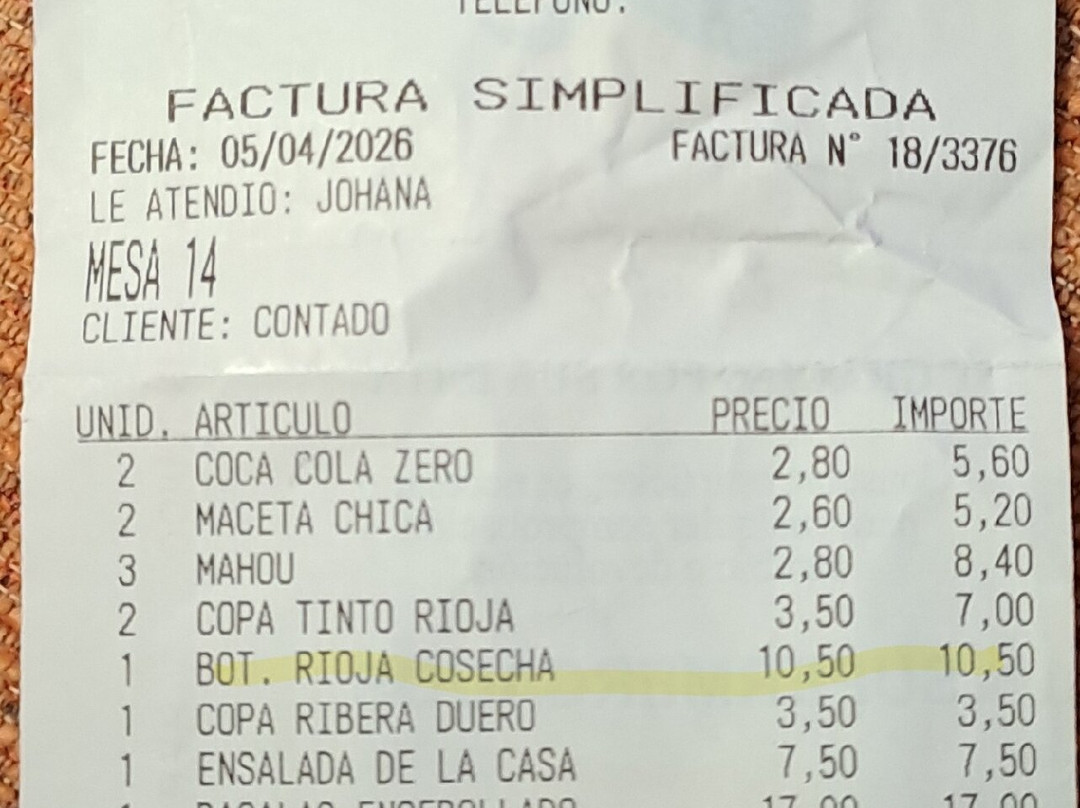 TELEFONO:
FACTURA SIMPLIFICADA
FECHA: 05/04/2026 FACTURA N° 18/3376
LE ATENDIO: JOHANA
MESA 14
CLIENTE: CONTADO
UNID. ARTICULO PRECIO IMPORTE
2 COCA COLA ZERO 2,80 5,60
2 MACETA CHICA 2,60 5,20
3 MAHOU 2,80 8,40
2 COPA TINTO RIOJA 3,50 7,00
1 BOT. RIOJA COSECHA 10,50 10,50
1 COPA RIBERA DUERO 3,50 3,50
1 ENSALADA DE LA CASA 7,50 7,50